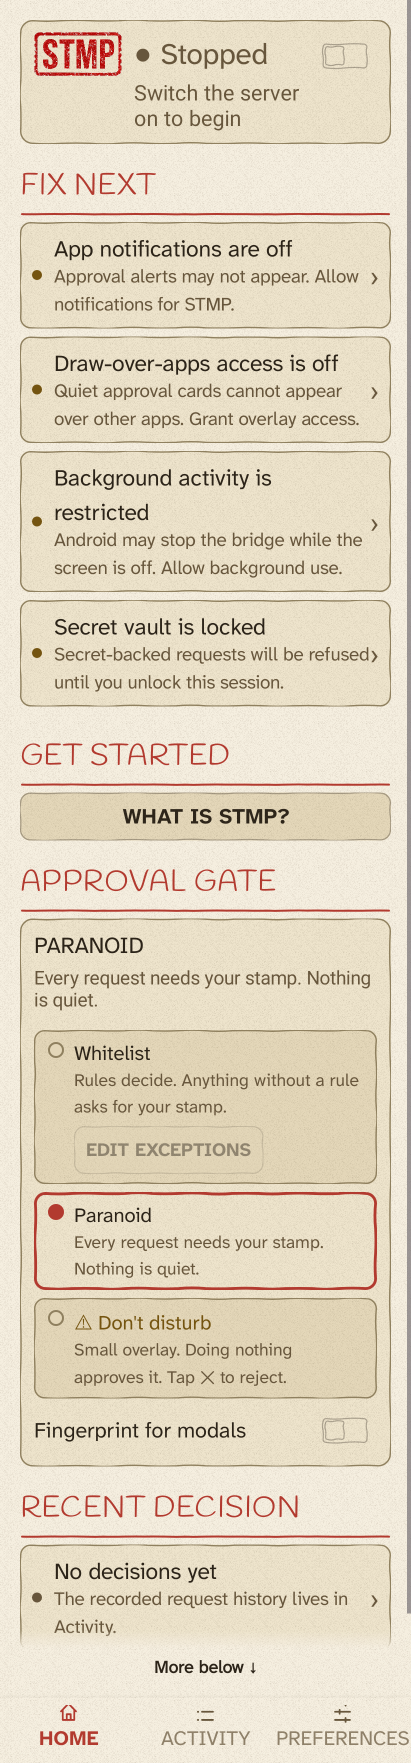 STMP
● Stopped
Switch the server
on to begin
FIX NEXT
App notifications are off
Approval alerts may not appear. Allow
notifications for STMP.
›
Draw-over-apps access is off
Quiet approval cards cannot appear
over other apps. Grant overlay access.
›
Background activity is
restricted
Android may stop the bridge while the
screen is off. Allow background use.
›
Secret vault is locked
Secret-backed requests will be refused
until you unlock this session.
›
GET STARTED
WHAT IS STMP?
APPROVAL GATE
PARANOID
Every request needs your stamp. Nothing
is quiet.
Whitelist
Rules decide. Anything without a rule
asks for your stamp.
EDIT EXCEPTIONS
Paranoid
Every request needs your stamp.
Nothing is quiet.
⚠ Don't disturb
Small overlay. Doing nothing
approves it. Tap ✕ to reject.
Fingerprint for modals
RECENT DECISION
No decisions yet
The recorded request history lives in
Activity.
›
More below ↓
HOME
ACTIVITY
PREFERENCES